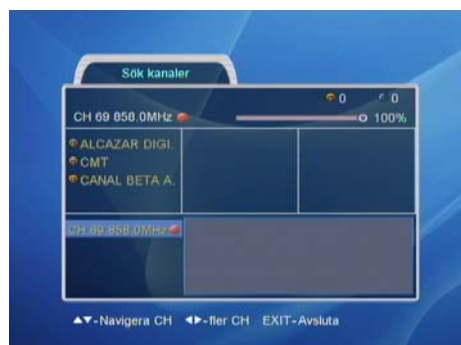 Sök kanaler
0 0
CH 69 858.0MHz 100%
ALCAZAR DIGI.
CMT
CANAL BETA A.
CH 69 858.0MHz
▲▼-Navigera CH ◄►-fler CH EXIT-Avsluta